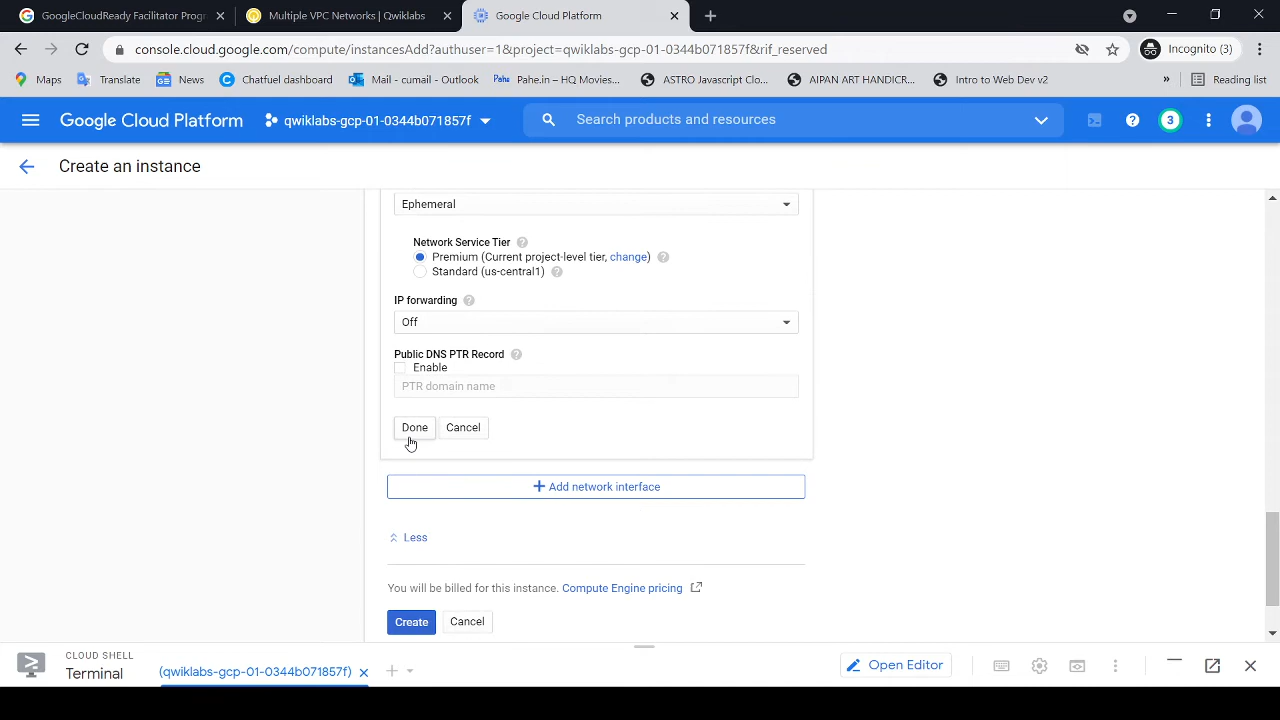 GoogleCloudReady Facilitator Progr
Multiple VPC Networks | Qwiklabs
Google Cloud Platform
console.cloud.google.com/compute/instancesAdd?authuser=1&project=qwiklabs-gcp-01-0344b071857f&rif_reserved
Incognito (3)
Maps
Translate
News
Chatfuel dashboard
Mail - cumail - Outlook
Pahe Pahe.in – HQ Movies...
ASTRO Javascript Clo...
AIPAN ART HANDICR...
Intro to Web Dev v2
»
Reading list
Google Cloud Platform
qwiklabs-gcp-01-0344b071857f
Search products and resources
3
Create an instance
Ephemeral
Network Service Tier
Premium (Current project-level tier, change)
Standard (us-central1)
IP forwarding
Off
Public DNS PTR Record
Enable
PTR domain name
Done
Cancel
+ Add network interface
Less
You will be billed for this instance. Compute Engine pricing
Create
Cancel
CLOUD SHELL
Terminal
(qwiklabs-gcp-01-0344b071857f)
Open Editor